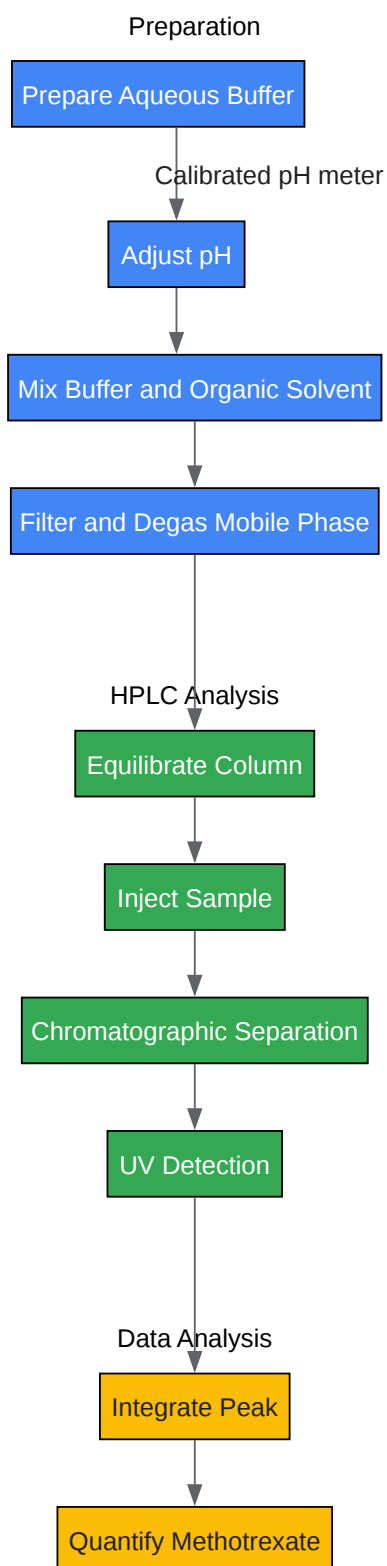 Preparation
Prepare Aqueous Buffer
Calibrated pH meter
Adjust pH
Mix Buffer and Organic Solvent
Filter and Degas Mobile Phase
HPLC Analysis
Equilibrate Column
Inject Sample
Chromatographic Separation
UV Detection
Data Analysis
Integrate Peak
Quantify Methotrexate